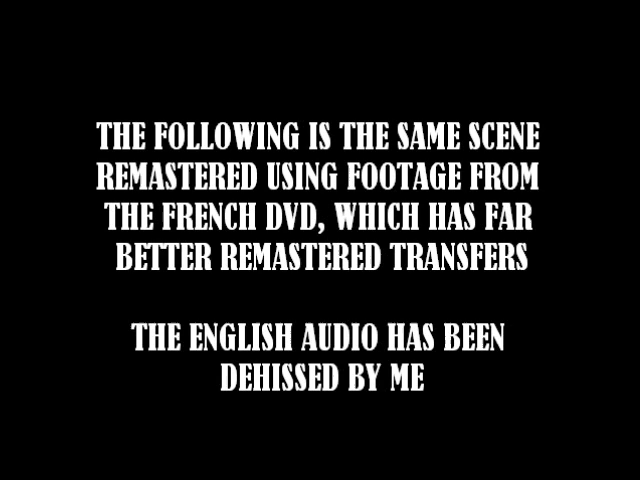 THE FOLLOWING IS THE SAME SCENE
REMASTERED USING FOOTAGE FROM
THE FRENCH DVD, WHICH HAS FAR
BETTER REMASTERED TRANSFERS
THE ENGLISH AUDIO HAS BEEN
DEHISSED BY ME